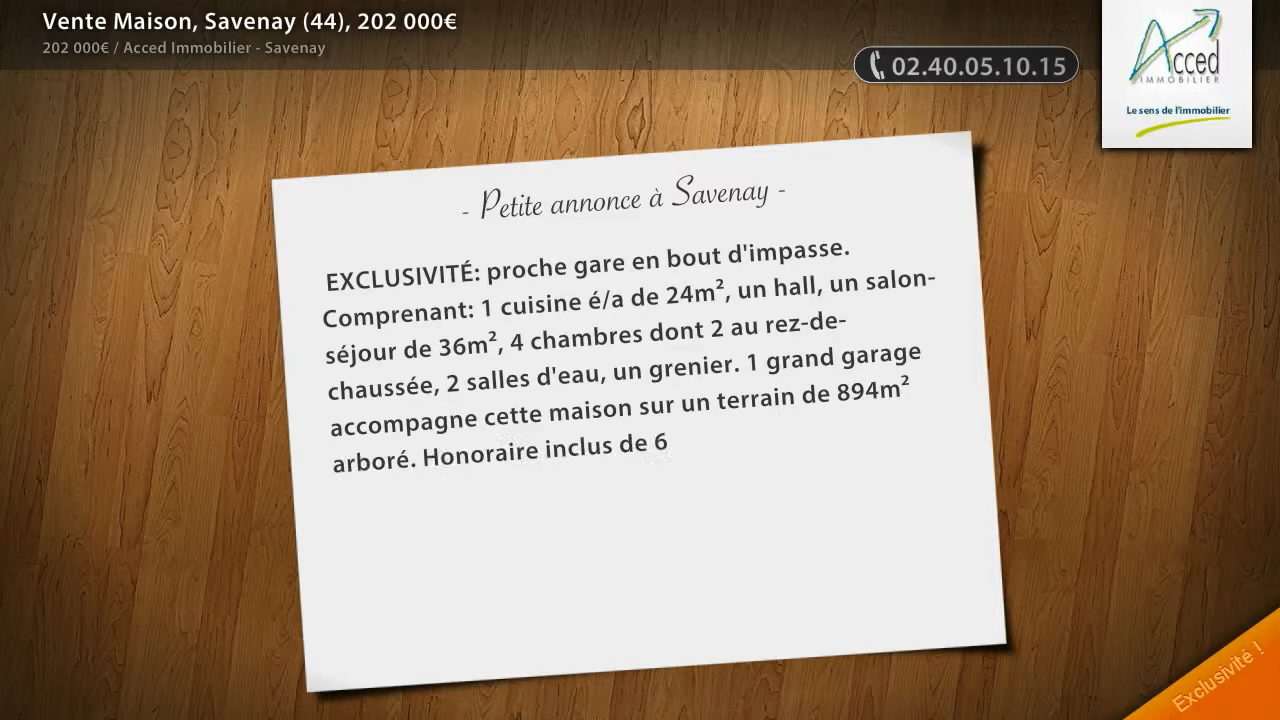 Vente Maison, Savenay (44), 202 000€
202 000€ / Acced Immobilier - Savenay
02.40.05.10.15
Acced
IMMOBILIER
Le sens de l'immobilier
- Petite annonce à Savenay -
EXCLUSIVITÉ: proche gare en bout d'impasse.
Comprenant: 1 cuisine é/a de 24m², un hall, un salon-
séjour de 36m², 4 chambres dont 2 au rez-de-
chaussée, 2 salles d'eau, un grenier. 1 grand garage
accompagne cette maison sur un terrain de 894m²
arboré. Honoraire inclus de 6
Exclusivité !